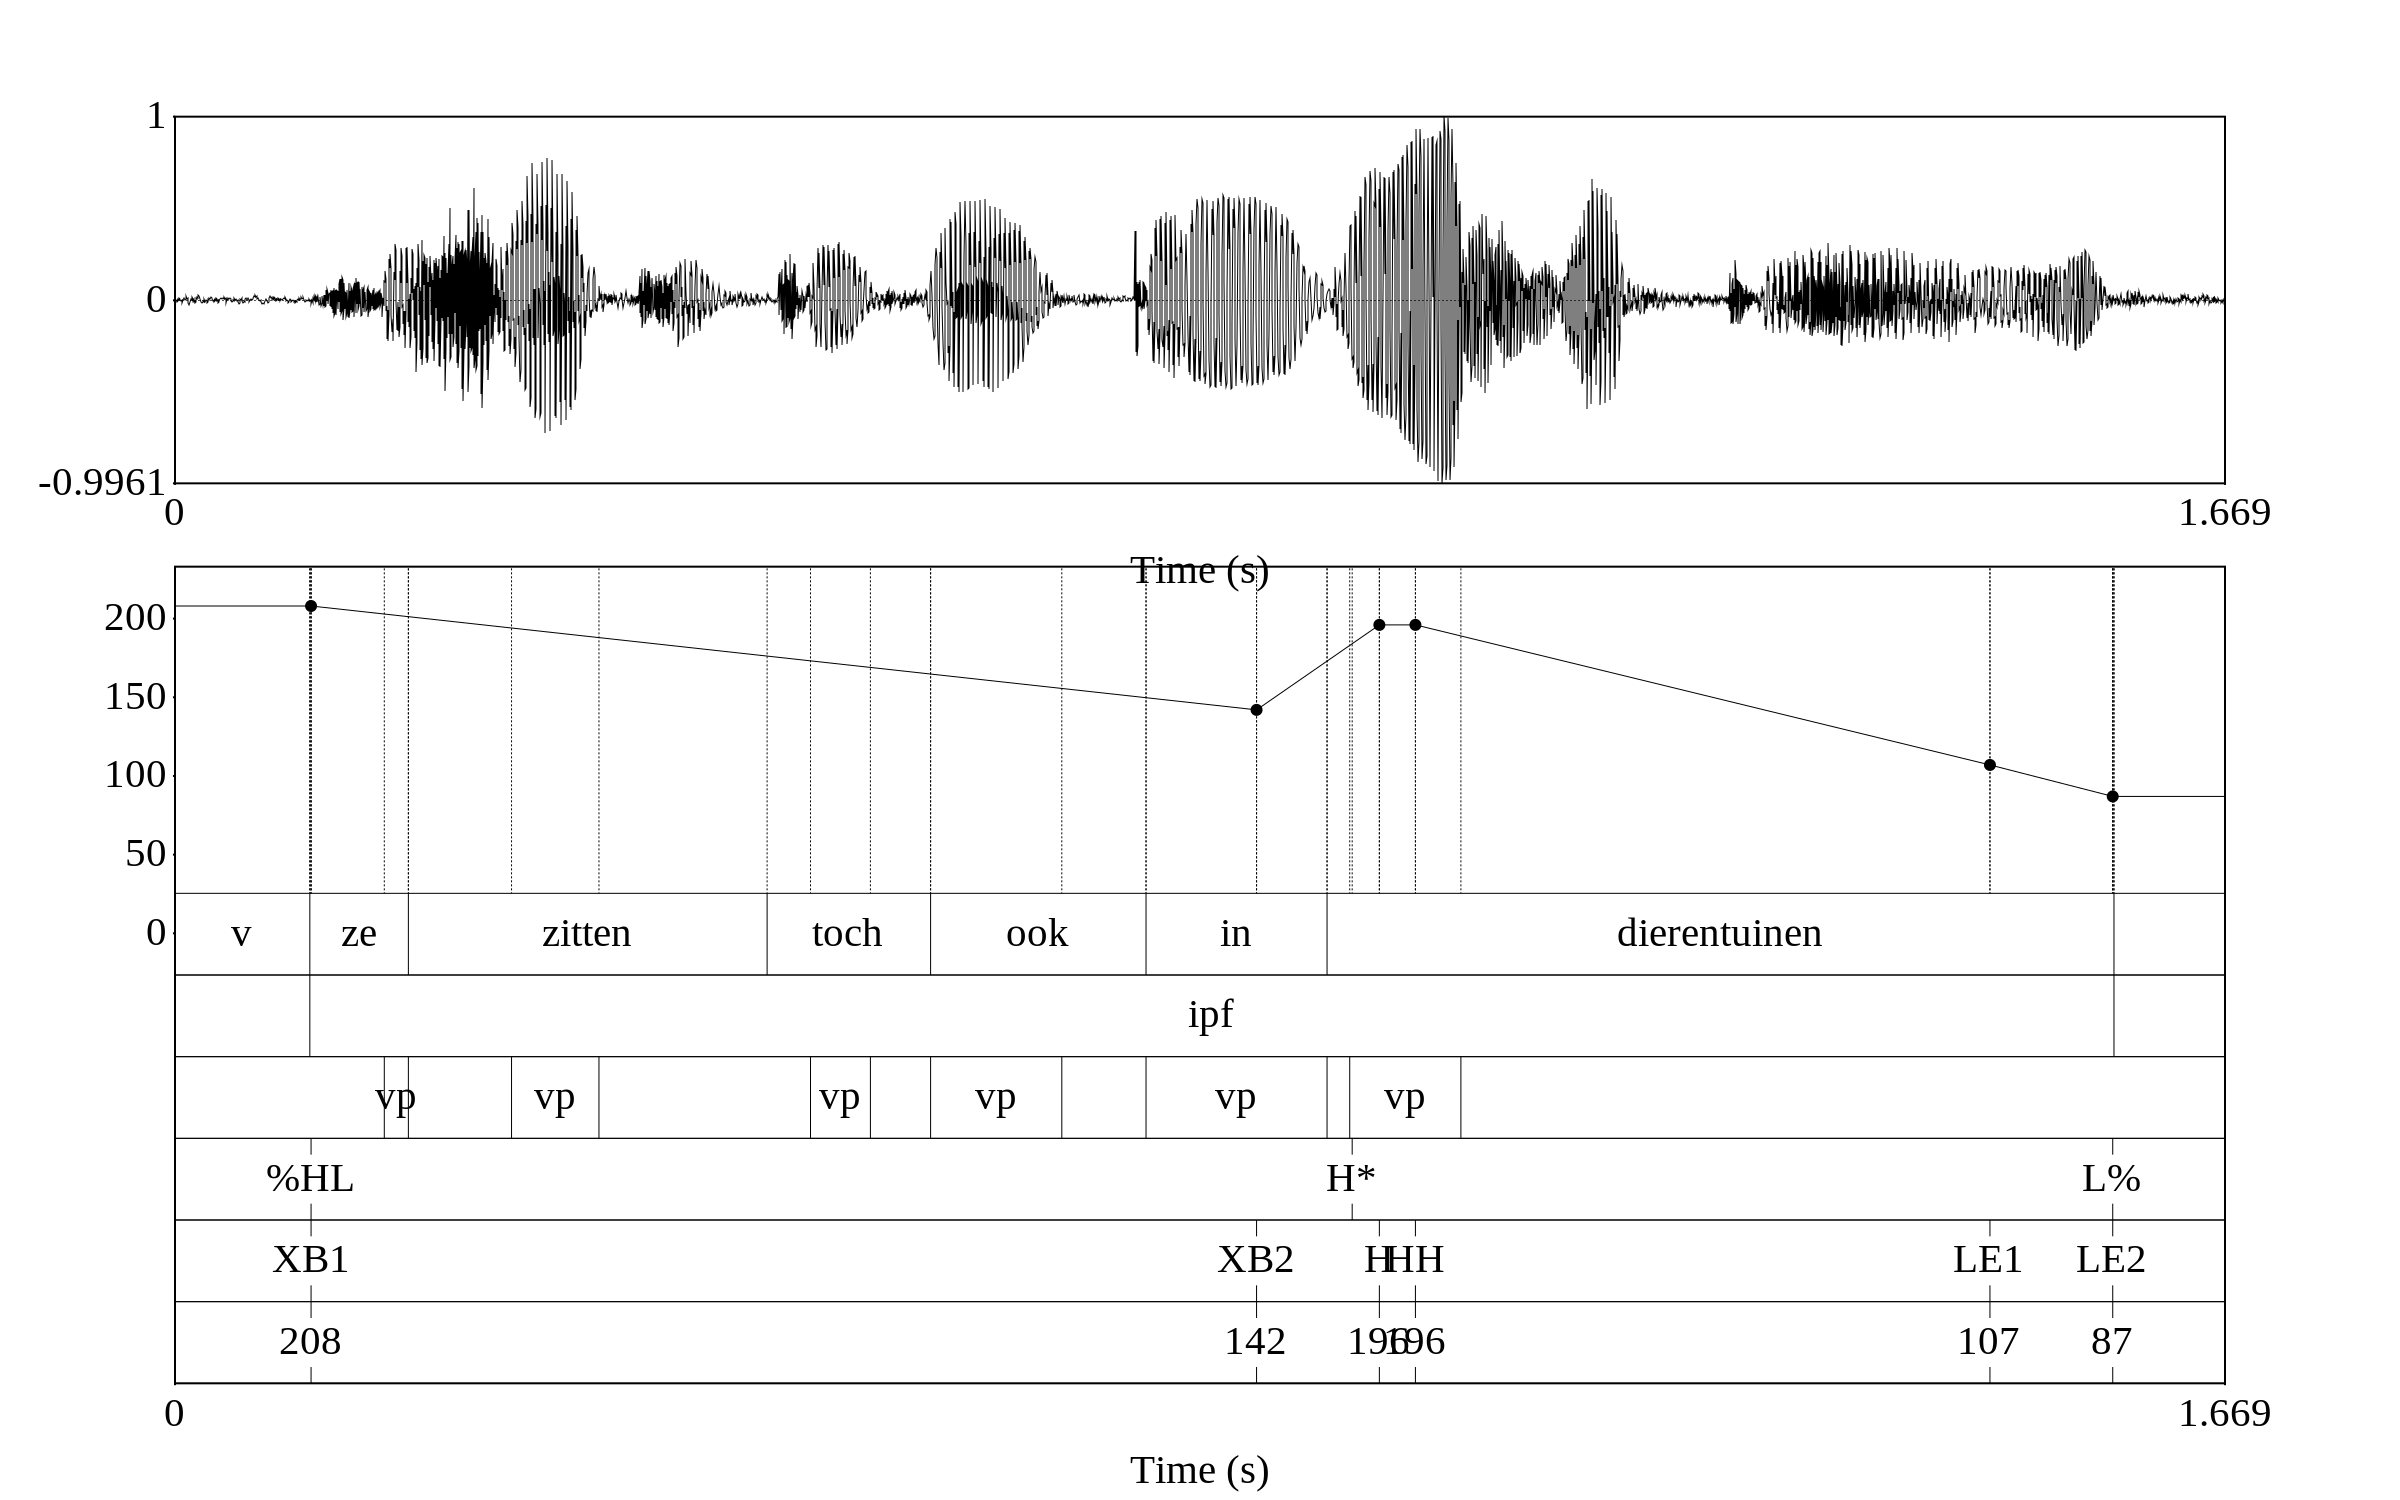 1
0
-0.9961
0 1.669
Time (s)
200
150
100
50
0 v ze zitten toch ook in dierentuinen
ipf
vp vp vp vp vp vp
%HL H* L%
XB1 XB2 H HH LE1 LE2
208 142 196 196 107 87
0 1.669
Time (s)